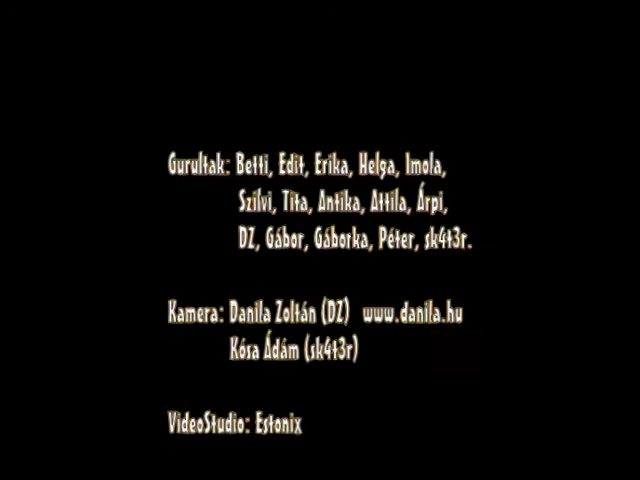 Gurultak: Betti, Edit, Erika, Helga, Imola,
Szilvi, Tita, Antika, Attila, Árpi,
DZ, Gábor, Gáborka, Péter, sk4t3r.
Kamera: Danila Zoltán (DZ) www.danila.hu
Kósa Ádám (sk4t3r)
VideoStudio: Estonix